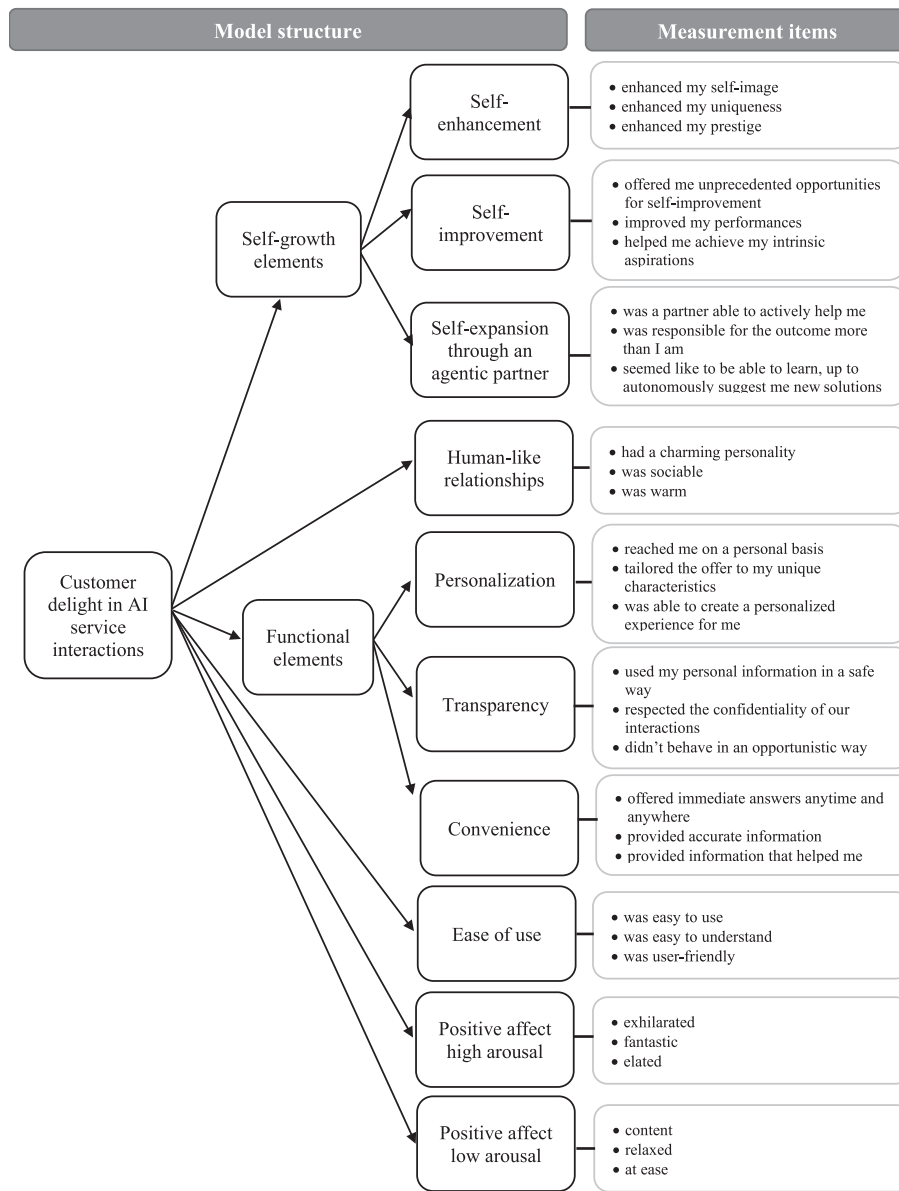 Model structure
Measurement items
Self-
enhancement
• enhanced my self-image
• enhanced my uniqueness
• enhanced my prestige
Self-growth
elements
Self-
improvement
• offered me unprecedented opportunities
for self-improvement
• improved my performances
• helped me achieve my intrinsic
aspirations
Self-expansion
through an
agentic partner
• was a partner able to actively help me
• was responsible for the outcome more
than I am
• seemed like to be able to learn, up to
autonomously suggest me new solutions
Human-like
relationships
• had a charming personality
• was sociable
• was warm
Customer
delight in AI
service
interactions
Functional
elements
Personalization
• reached me on a personal basis
• tailored the offer to my unique
characteristics
• was able to create a personalized
experience for me
Transparency
• used my personal information in a safe
way
• respected the confidentiality of our
interactions
• didn’t behave in an opportunistic way
Convenience
• offered immediate answers anytime and
anywhere
• provided accurate information
• provided information that helped me
Ease of use
• was easy to use
• was easy to understand
• was user-friendly
Positive affect
high arousal
• exhilarated
• fantastic
• elated
Positive affect
low arousal
• content
• relaxed
• at ease